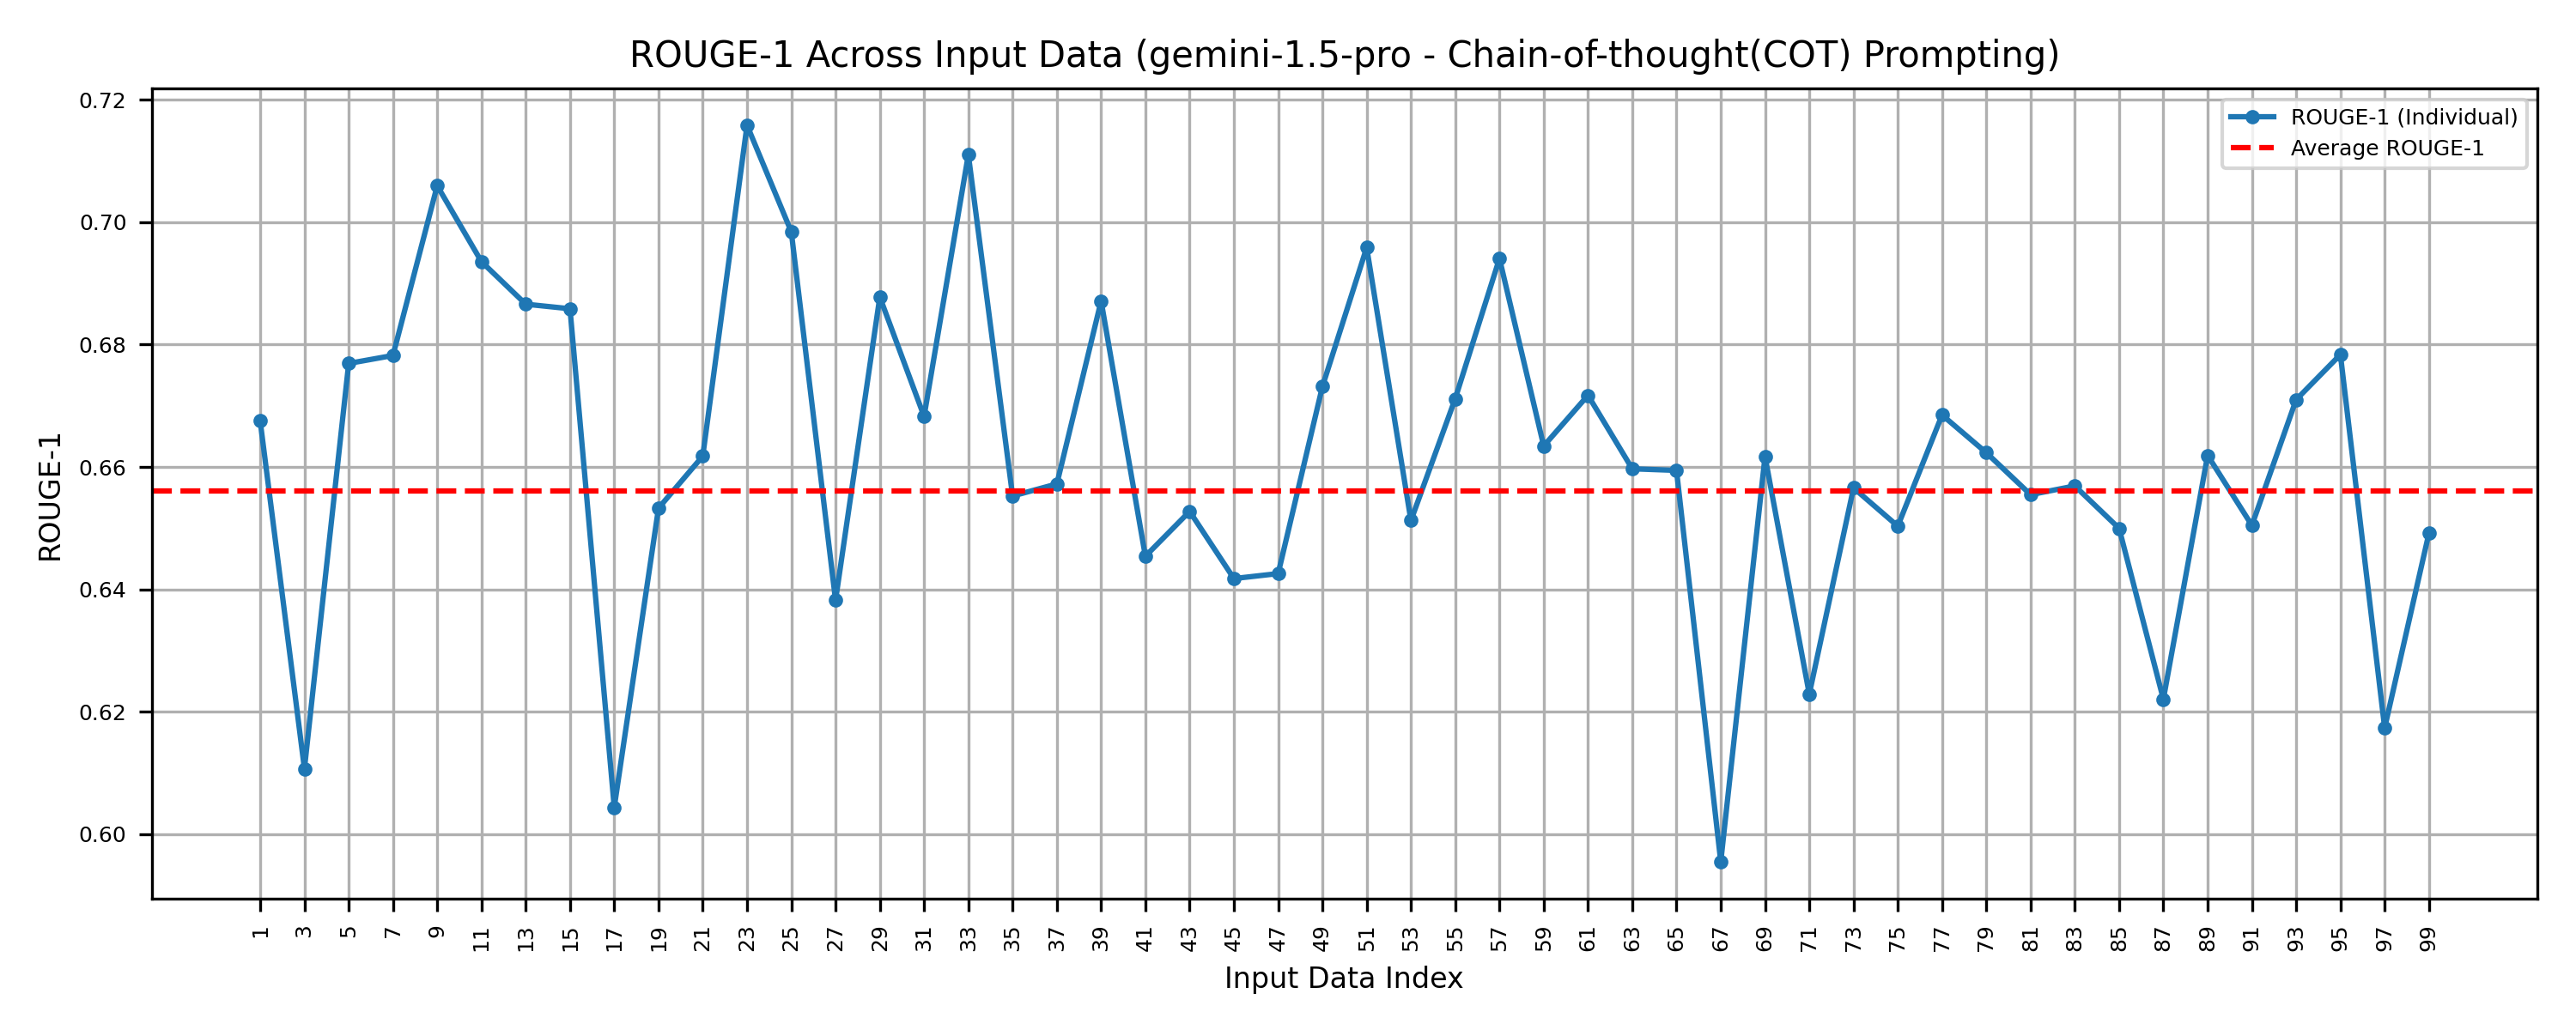 ROUGE-1 Across Input Data (gemini-1.5-pro - Chain-of-thought(COT) Prompting)
ROUGE-1 (Individual)
Average ROUGE-1
0.72
0.70
0.68
0.66
0.64
0.62
0.60
ROUGE-1
1 3 5 7 9 11 13 15 17 19 21 23 25 27 29 31 33 35 37 39 41 43 45 47 49 51 53 55 57 59 61 63 65 67 69 71 73 75 77 79 81 83 85 87 89 91 93 95 97 99
Input Data Index